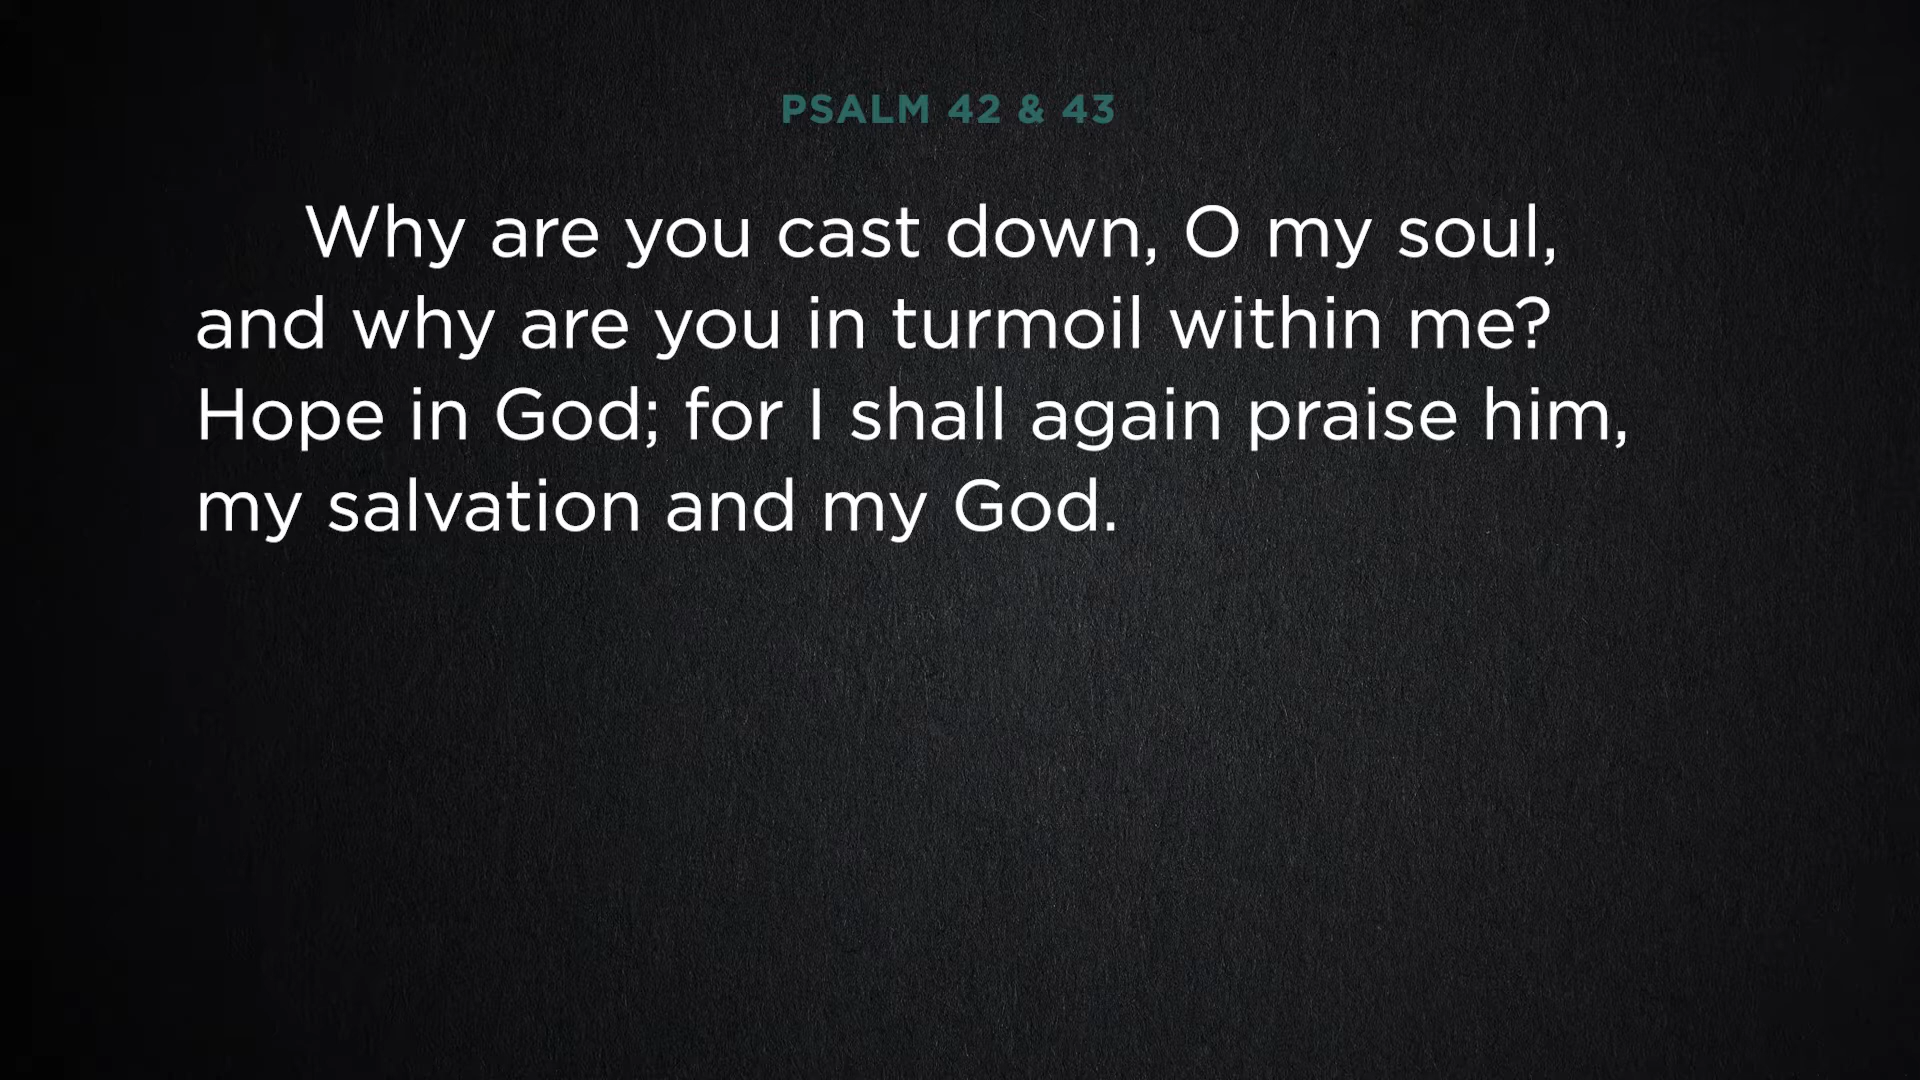 PSALM 42 & 43
Why are you cast down, O my soul,
and why are you in turmoil within me?
Hope in God; for I shall again praise him,
my salvation and my God.